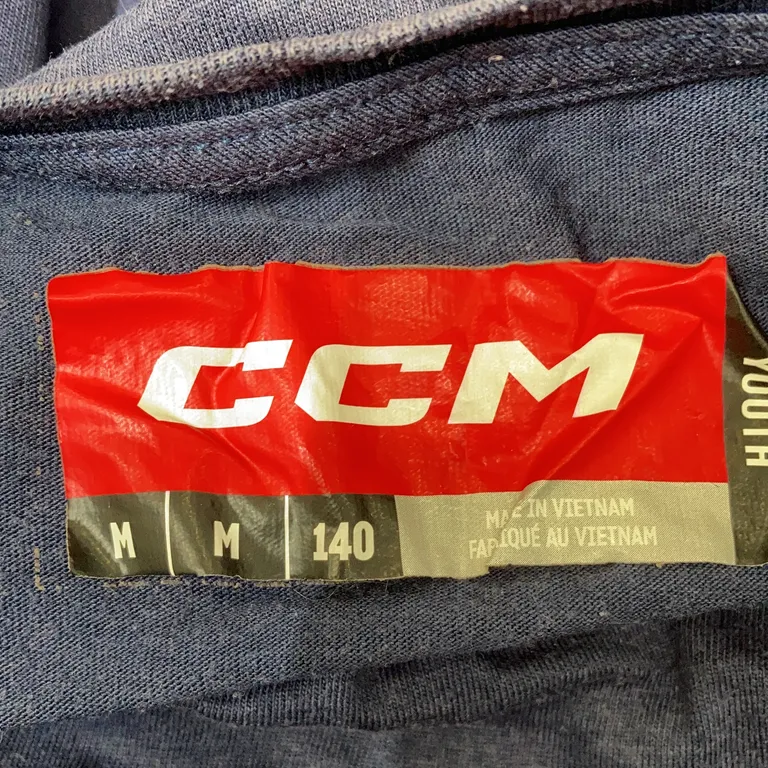 CCM
YOUTH
M M 140
MADE IN VIETNAM
FABRIQUÉ AU VIETNAM